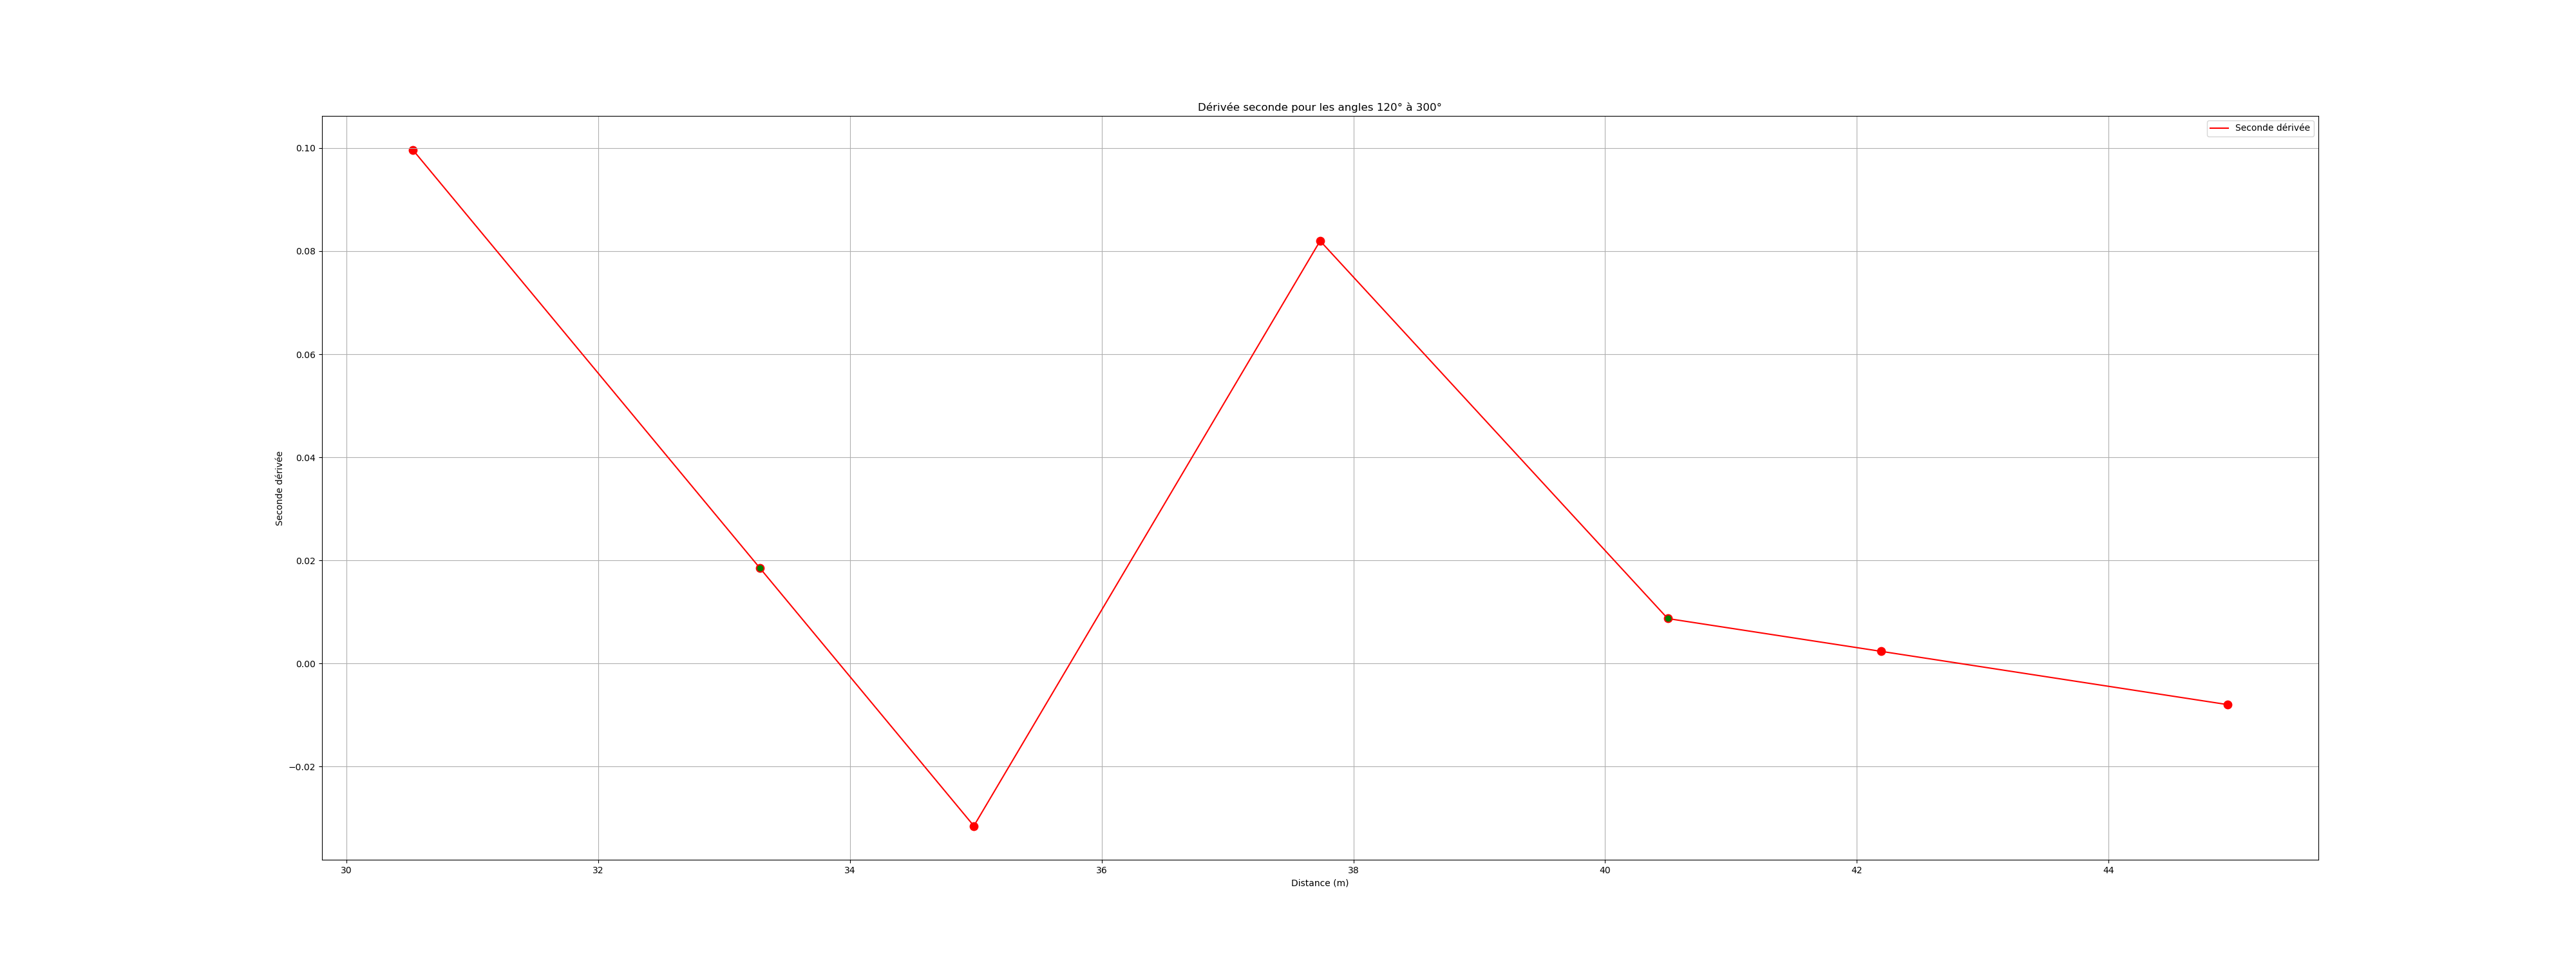 Dérivée seconde pour les angles 120° à 300°
Seconde dérivée
0.10
0.08
0.06
0.04
0.02
0.00
−0.02
Seconde dérivée
30 32 34 36 38 40 42 44
Distance (m)